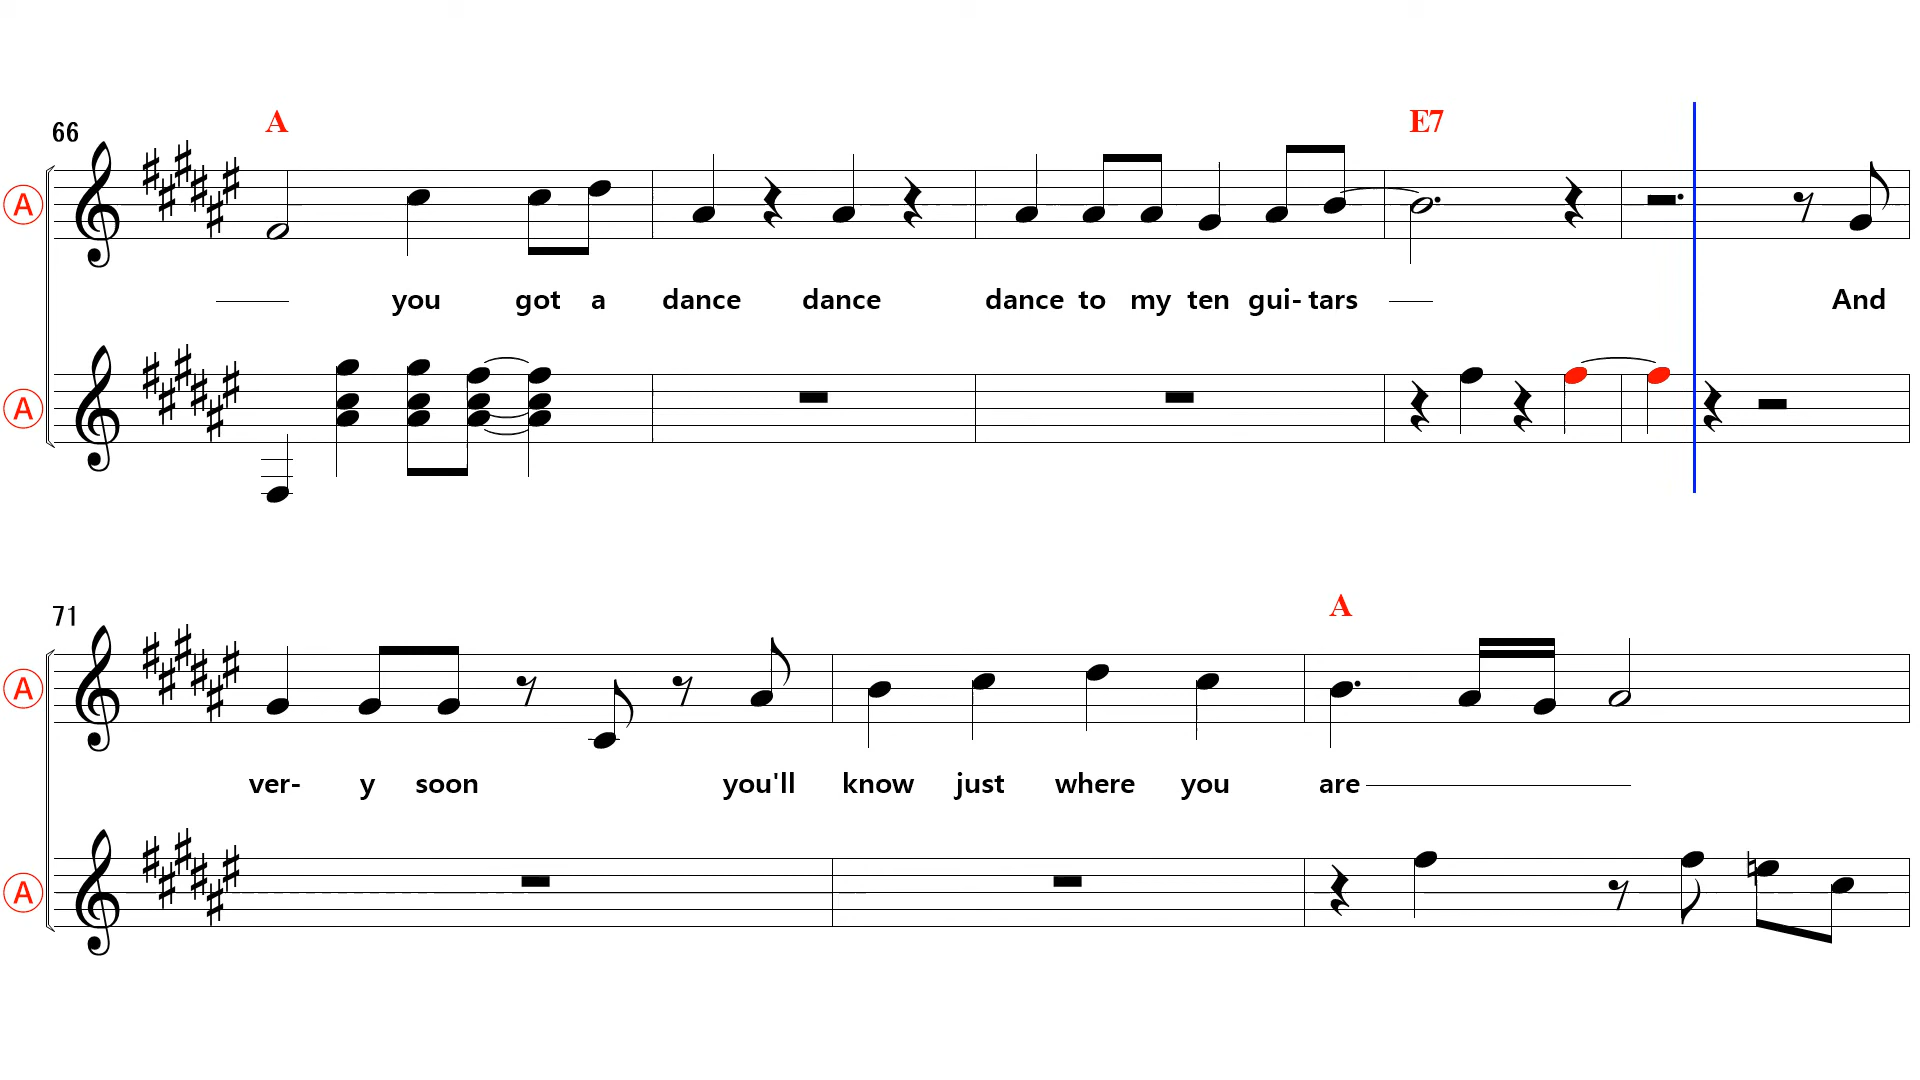 66 A E7
A
you got a dance dance dance to my ten gui- tars And
A
71 A
A
ver- y soon you'll know just where you are
A